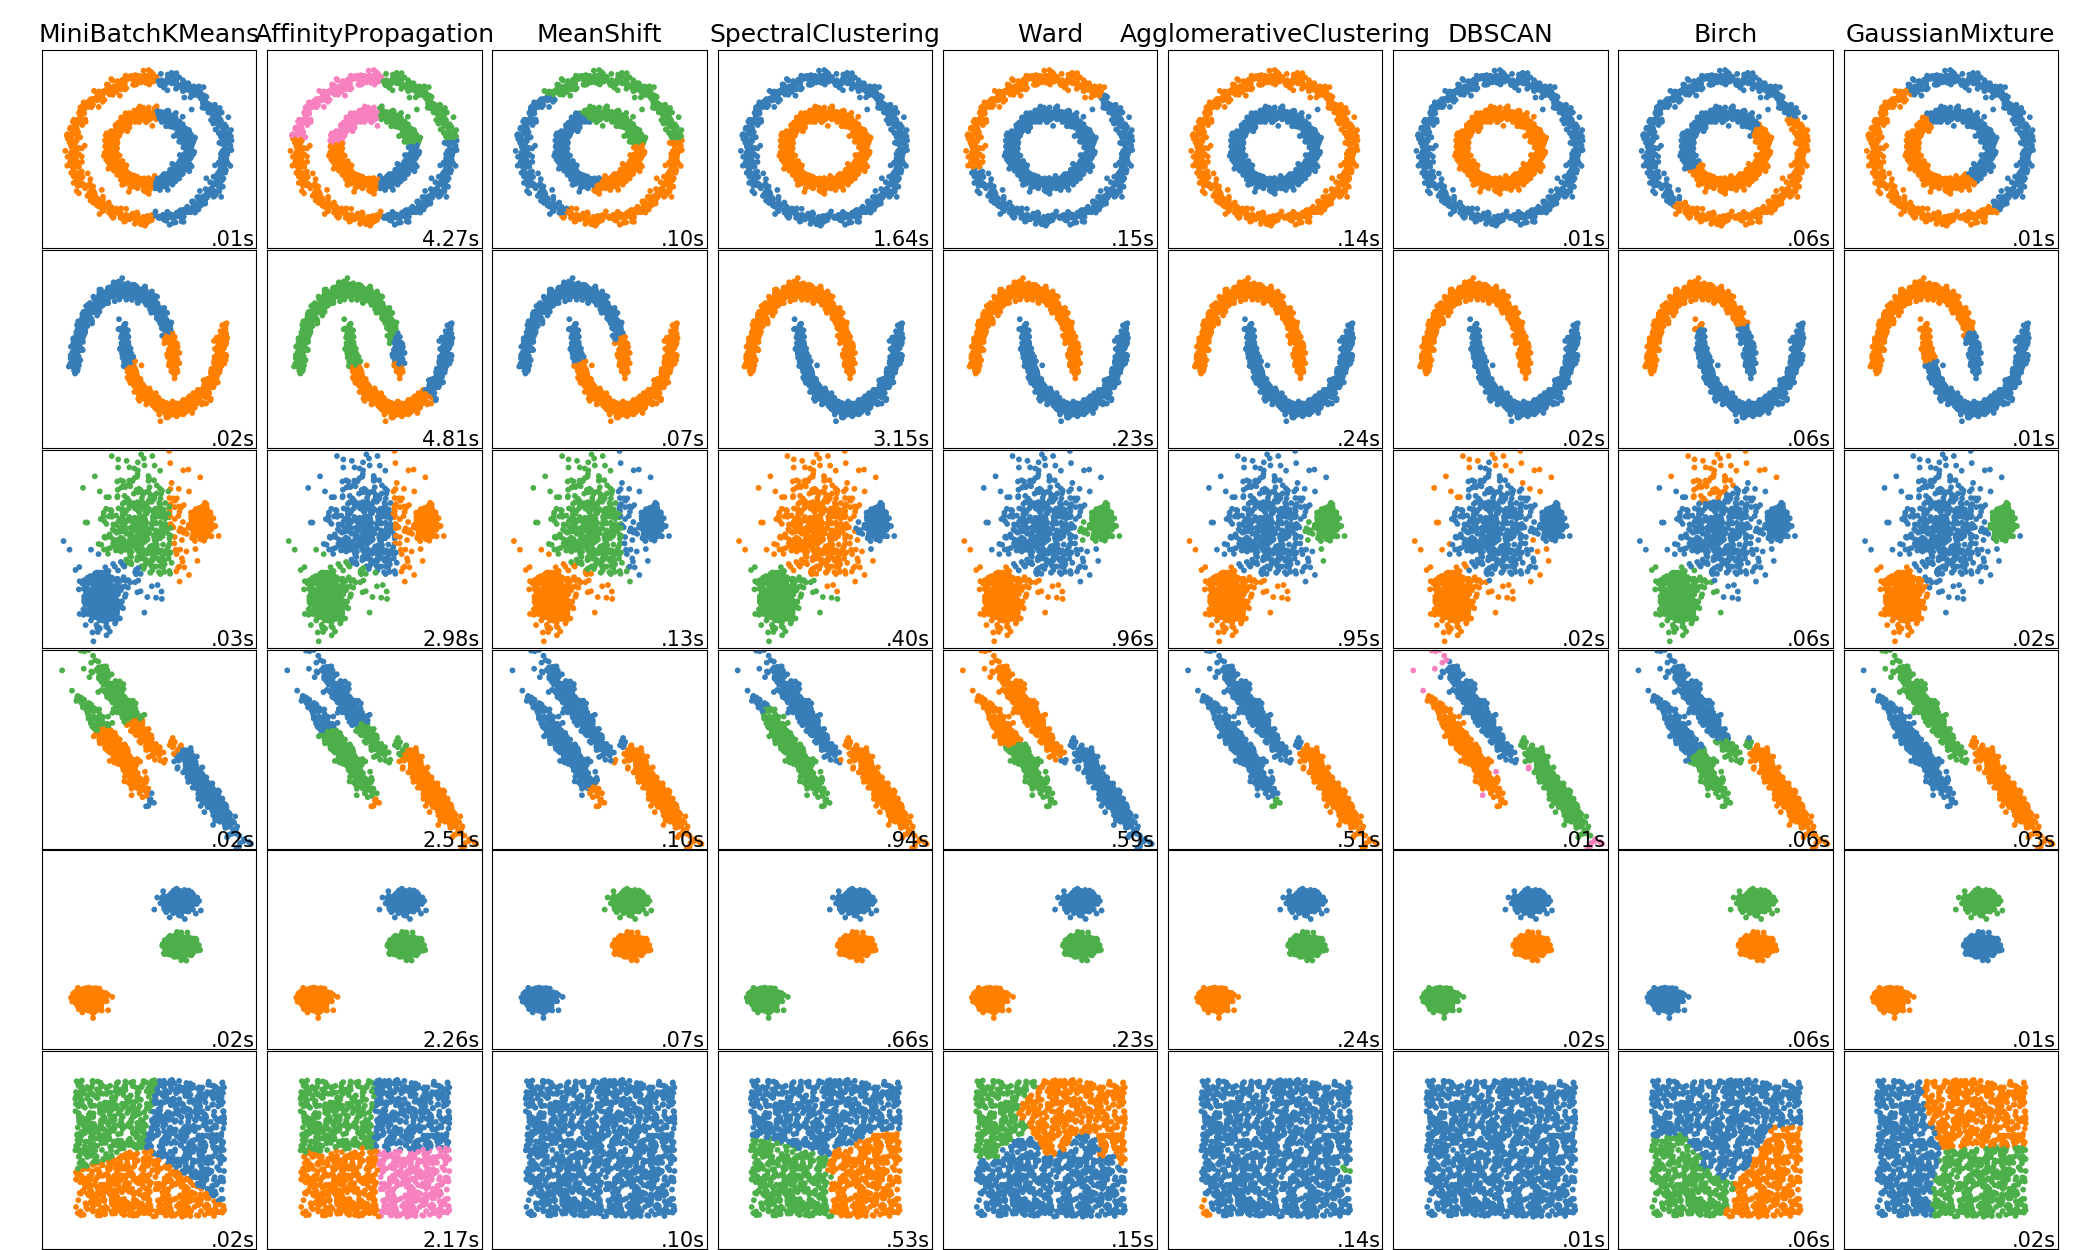 MiniBatchKMeans AffinityPropagation MeanShift SpectralClustering Ward AgglomerativeClustering DBSCAN Birch GaussianMixture
.01s 4.27s .10s 1.64s .15s .14s .01s .06s .01s
.02s 4.81s .07s 3.15s .23s .24s .02s .06s .01s
.03s 2.98s .13s .40s .96s .95s .02s .06s .02s
.02s 2.51s .10s .94s .59s .51s .01s .06s .03s
.02s 2.26s .07s .66s .23s .24s .02s .06s .01s
.02s 2.17s .10s .53s .15s .14s .01s .06s .02s